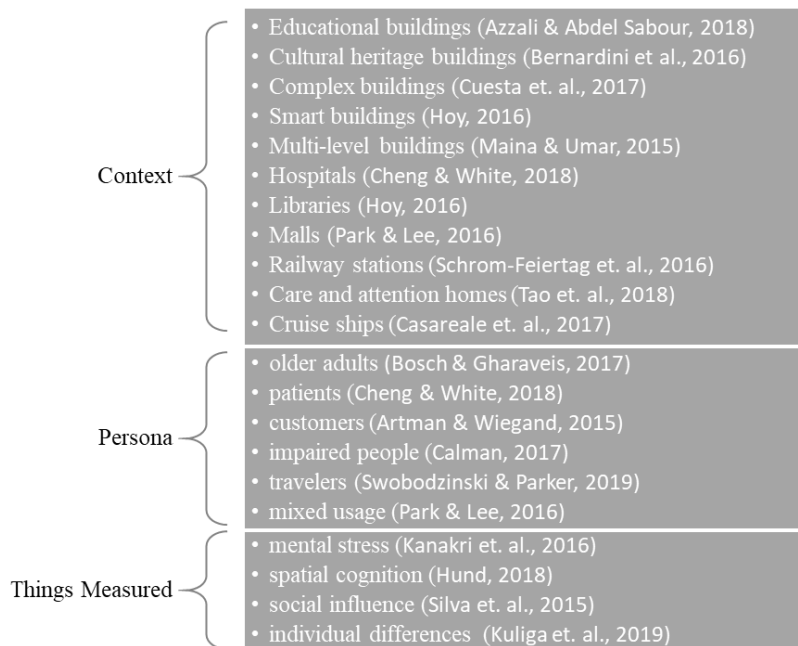 Context
• Educational buildings (Azzali & Abdel Sabour, 2018)
• Cultural heritage buildings (Bernardini et al., 2016)
• Complex buildings (Cuesta et. al., 2017)
• Smart buildings (Hoy, 2016)
• Multi-level buildings (Maina & Umar, 2015)
• Hospitals (Cheng & White, 2018)
• Libraries (Hoy, 2016)
• Malls (Park & Lee, 2016)
• Railway stations (Schrom-Feiertag et. al., 2016)
• Care and attention homes (Tao et. al., 2018)
• Cruise ships (Casareale et. al., 2017)
Persona
• older adults (Bosch & Gharaveis, 2017)
• patients (Cheng & White, 2018)
• customers (Artman & Wiegand, 2015)
• impaired people (Calman, 2017)
• travelers (Swobodzinski & Parker, 2019)
• mixed usage (Park & Lee, 2016)
Things Measured
• mental stress (Kanakri et. al., 2016)
• spatial cognition (Hund, 2018)
• social influence (Silva et. al., 2015)
• individual differences (Kuliga et. al., 2019)